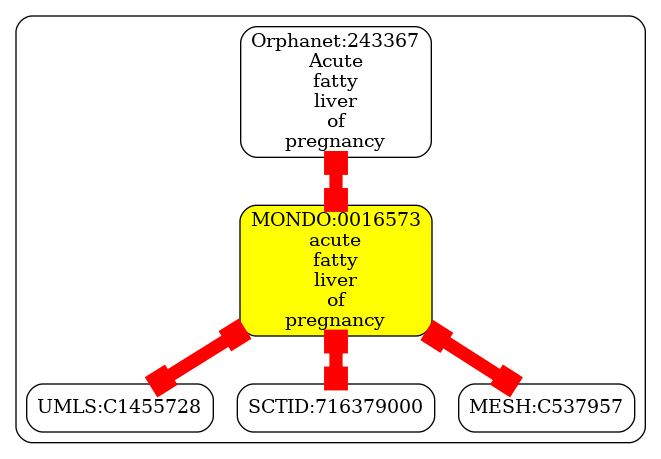 Orphanet:243367
Acute
fatty
liver
of
pregnancy
MONDO:0016573
acute
fatty
liver
of
pregnancy
UMLS:C1455728
SCTID:716379000
MESH:C537957